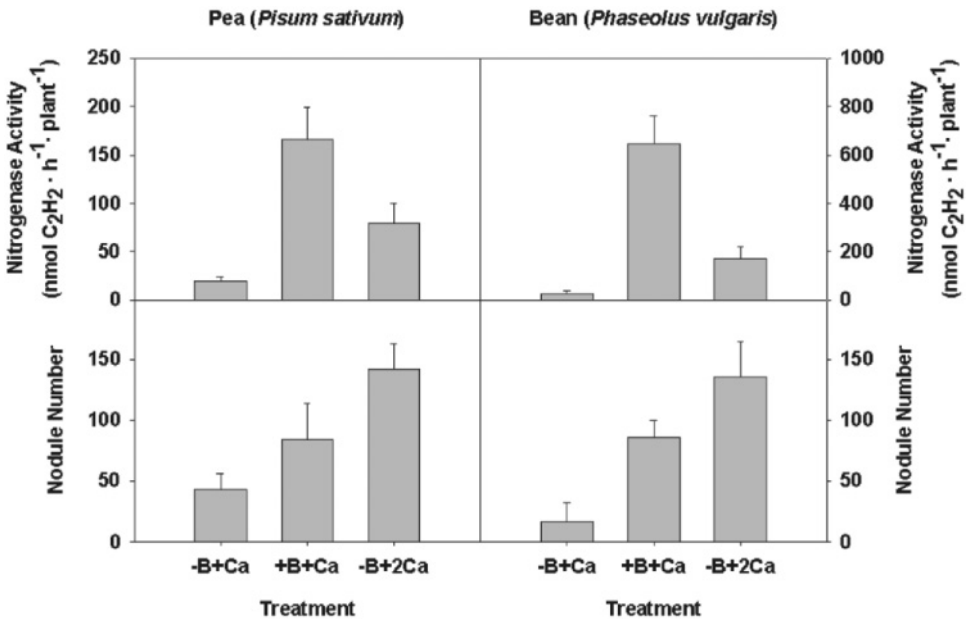 Pea (Pisum sativum)
Bean (Phaseolus vulgaris)
Nitrogenase Activity
(nmol C₂H₂ · h⁻¹· plant⁻¹)
250
200
150
100
50
0
1000
800
600
400
200
0
Nitrogenase Activity
(nmol C₂H₂ · h⁻¹· plant⁻¹)
Nodule Number
150
100
50
0
150
100
50
0
Nodule Number
-B+Ca +B+Ca -B+2Ca
-B+Ca +B+Ca -B+2Ca
Treatment
Treatment